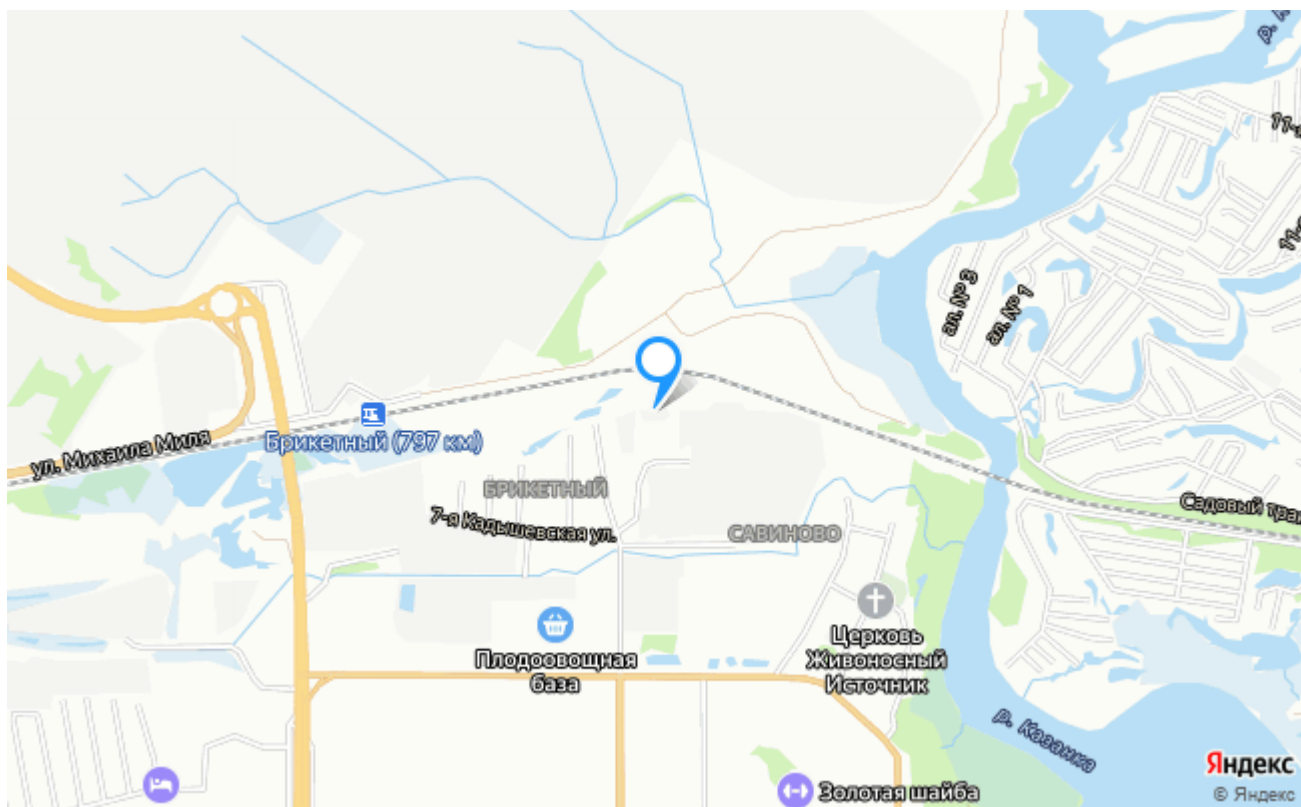 р.
11-
11-
ал. № 3
ал. № 1
ул. Михаила Миля
Брикетный (797 км)
БРИКЕТНЫЙ
7-я Кадышевская ул.
САВИНОВО
Садовый
Церковь
Живоносный
Источник
Плодоовощная
база
р. Казанка
Золотая шайба
Яндекс
© Яндекс